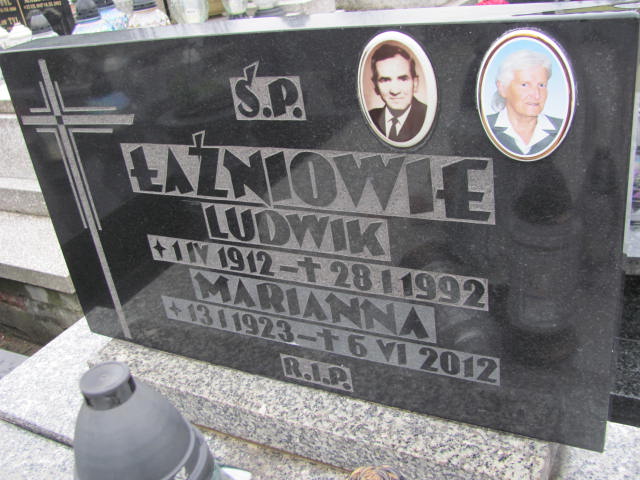 Ś.P.
ŁAŹNIOWIE
LUDWIK
* 1 IV 1912 – † 28 I 1992
MARIANNA
* 13 I 1923 – † 6 VI 2012
R.I.P.